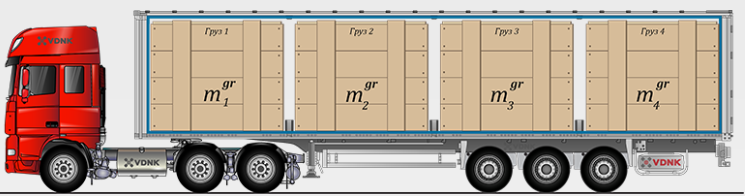 VDNK
Груз 1
Груз 2
Груз 3
Груз 4
m₁ᵍʳ
m₂ᵍʳ
m₃ᵍʳ
m₄ᵍʳ
VDNK
VDNK